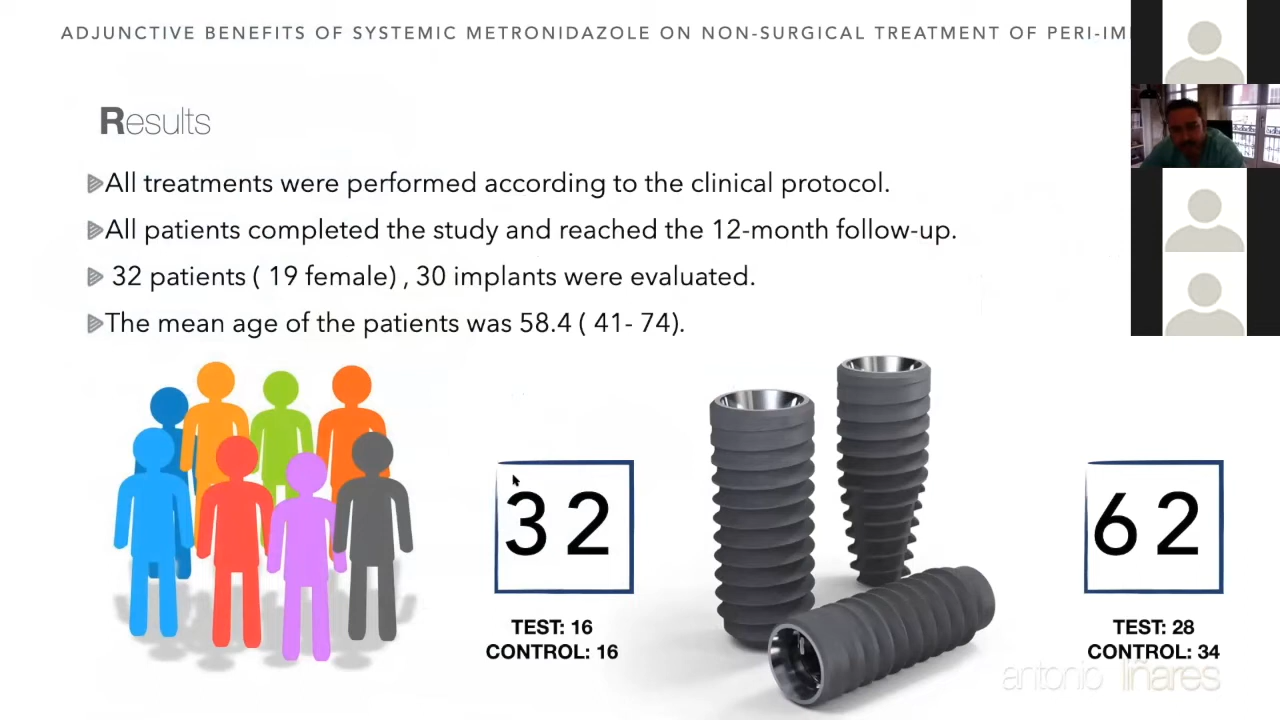 ADJUNCTIVE BENEFITS OF SYSTEMIC METRONIDAZOLE ON NON-SURGICAL TREATMENT OF PERI-IM
Results
All treatments were performed according to the clinical protocol.
All patients completed the study and reached the 12-month follow-up.
32 patients ( 19 female) , 30 implants were evaluated.
The mean age of the patients was 58.4 ( 41- 74).
32
TEST: 16
CONTROL: 16
62
TEST: 28
CONTROL: 34
antonio liñares